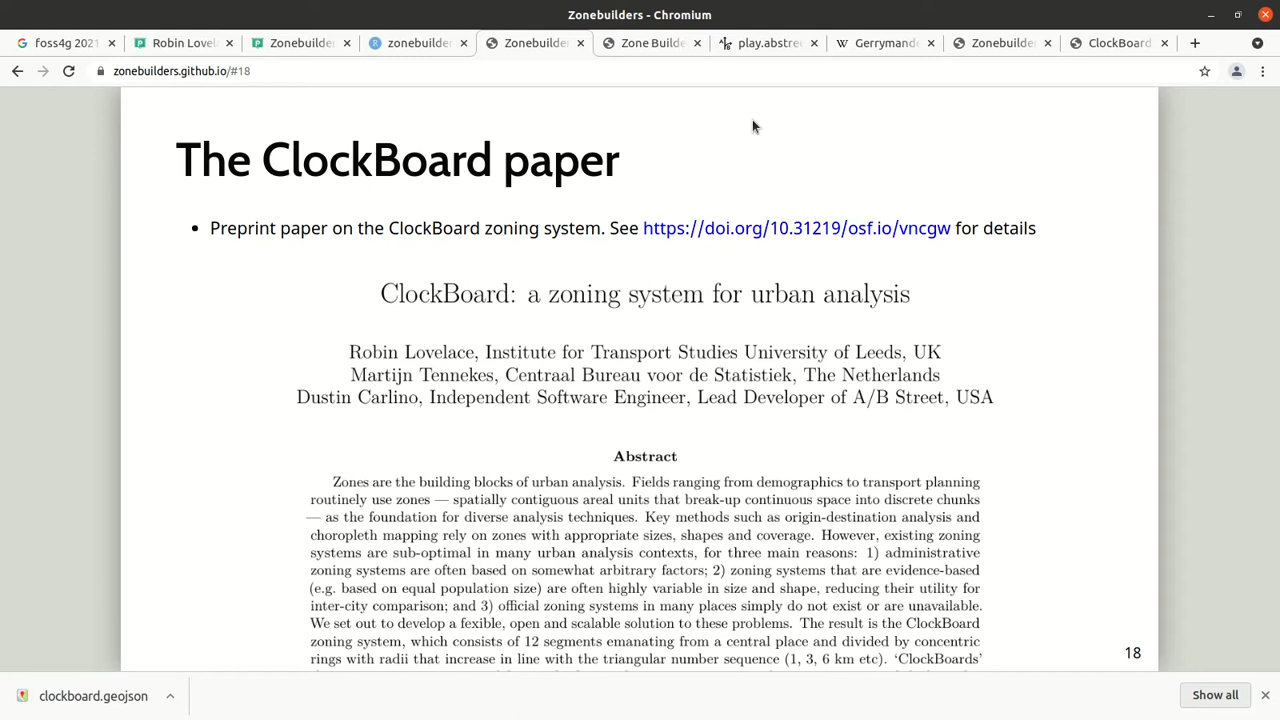 Zonebuilders - Chromium
foss4g 2021
Robin Lovela
Zonebuilder
zonebuilder
Zonebuilde
Zone Builde
play.abstre
Gerrymand
Zonebuilde
ClockBoard
zonebuilders.github.io/#18
The ClockBoard paper
• Preprint paper on the ClockBoard zoning system. See https://doi.org/10.31219/osf.io/vncgw for details
ClockBoard: a zoning system for urban analysis
Robin Lovelace, Institute for Transport Studies University of Leeds, UK
Martijn Tennekes, Centraal Bureau voor de Statistiek, The Netherlands
Dustin Carlino, Independent Software Engineer, Lead Developer of A/B Street, USA
Abstract
Zones are the building blocks of urban analysis. Fields ranging from demographics to transport planning
routinely use zones — spatially contiguous areal units that break-up continuous space into discrete chunks
— as the foundation for diverse analysis techniques. Key methods such as origin-destination analysis and
choropleth mapping rely on zones with appropriate sizes, shapes and coverage. However, existing zoning
systems are sub-optimal in many urban analysis contexts, for three main reasons: 1) administrative
zoning systems are often based on somewhat arbitrary factors; 2) zoning systems that are evidence-based
(e.g. based on equal population size) are often highly variable in size and shape, reducing their utility for
inter-city comparison; and 3) official zoning systems in many places simply do not exist or are unavailable.
We set out to develop a fexible, open and scalable solution to these problems. The result is the ClockBoard
zoning system, which consists of 12 segments emanating from a central place and divided by concentric
rings with radii that increase in line with the triangular number sequence (1, 3, 6 km etc). ‘ClockBoards’
18
clockboard.geojson
Show all